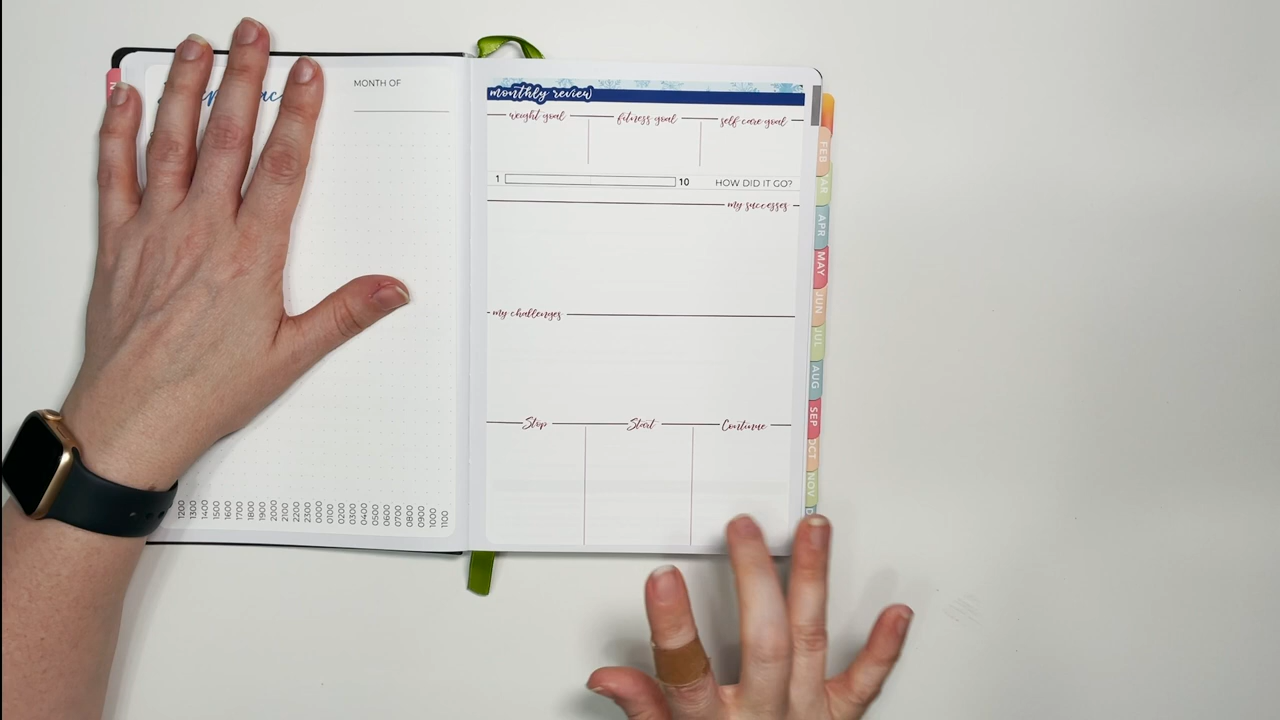 MONTH OF
1200 1300 1400 1500 1600 1700 1800 1900 2000 2100 2200 2300 0000 0100 0200 0300 0400 0500 0600 0700 0800 0900 1000 1100
monthly review
weight goal fitness goal self care goal
1 10 HOW DID IT GO?
my successes
my challenges
Stop Start Continue
FEB
AR
APR
MAY
JUN
JUL
AUG
SEP
OCT
NOV
D